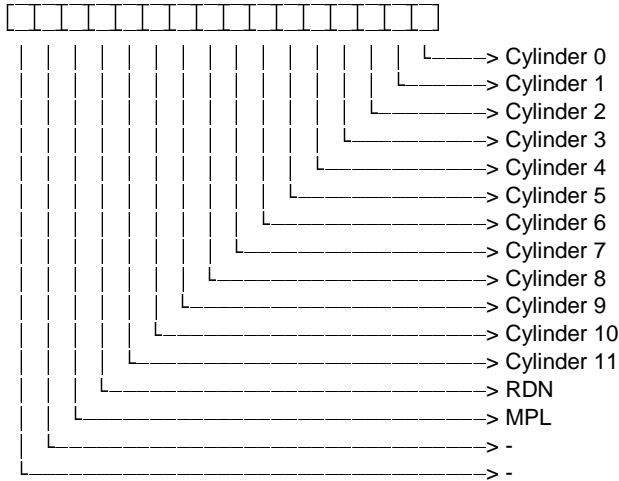 Cylinder 0
Cylinder 1
Cylinder 2
Cylinder 3
Cylinder 4
Cylinder 5
Cylinder 6
Cylinder 7
Cylinder 8
Cylinder 9
Cylinder 10
Cylinder 11
RDN
MPL
-
-